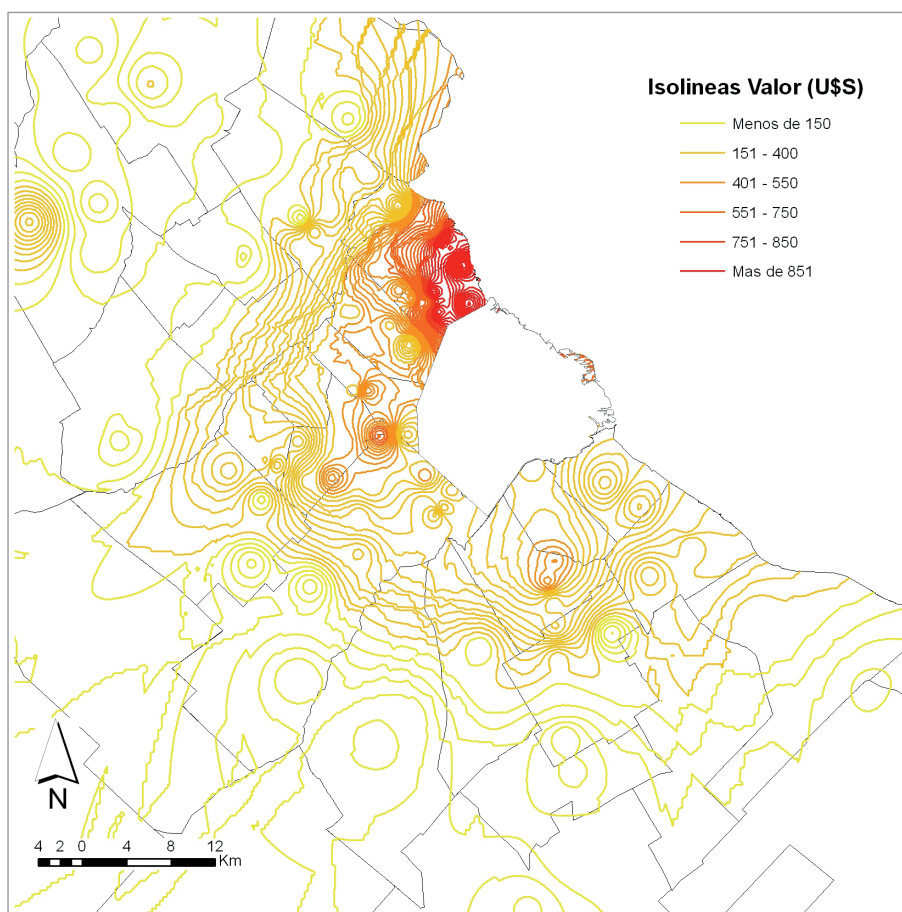 Isolineas Valor (U$S)
Menos de 150
151 - 400
401 - 550
551 - 750
751 - 850
Mas de 851
N
4 2 0 4 8 12
Km